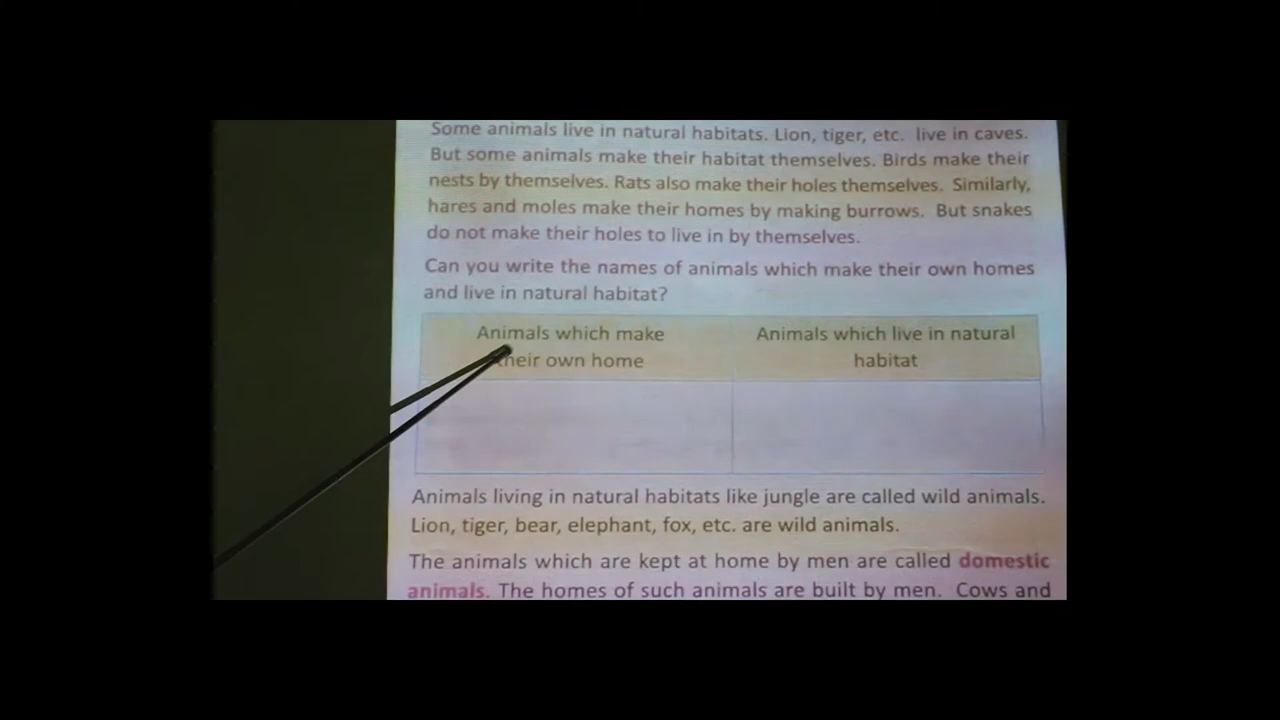 Some animals live in natural habitats. Lion, tiger, etc. live in caves.
But some animals make their habitat themselves. Birds make their
nests by themselves. Rats also make their holes themselves. Similarly,
hares and moles make their homes by making burrows. But snakes
do not make their holes to live in by themselves.
Can you write the names of animals which make their own homes
and live in natural habitat?
Animals which make
their own home
Animals which live in natural
habitat
Animals living in natural habitats like jungle are called wild animals.
Lion, tiger, bear, elephant, fox, etc. are wild animals.
The animals which are kept at home by men are called domestic
animals. The homes of such animals are built by men. Cows and